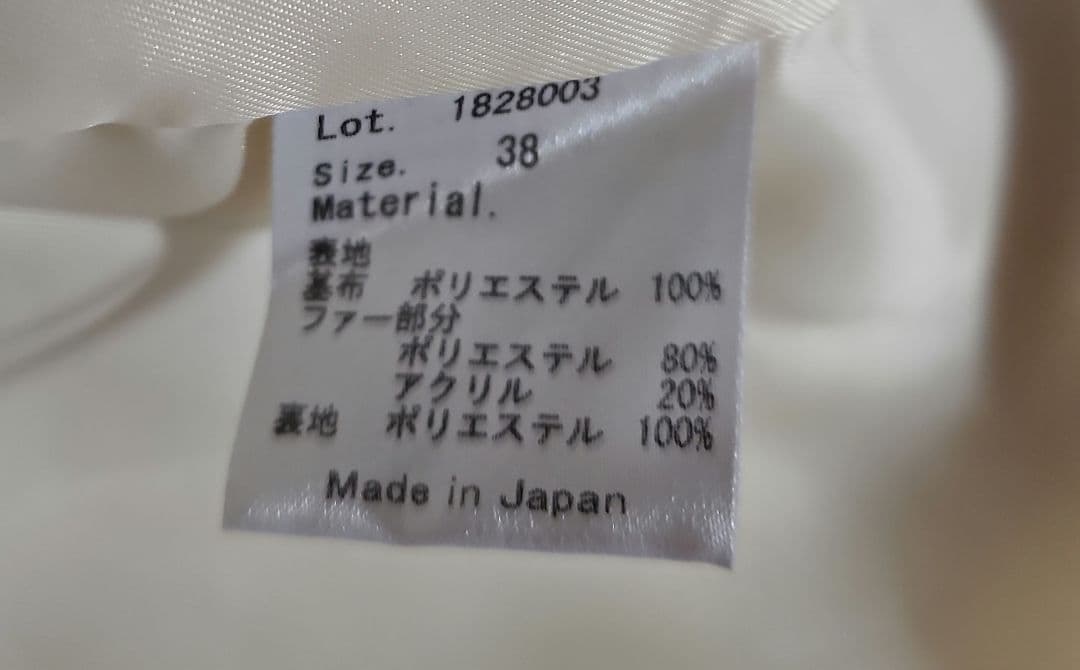 Lot. 1828003
Size. 38
Material.
表地
基布 ポリエステル 100%
ファー部分
ポリエステル 80%
アクリル 20%
裏地 ポリエステル 100%
Made in Japan